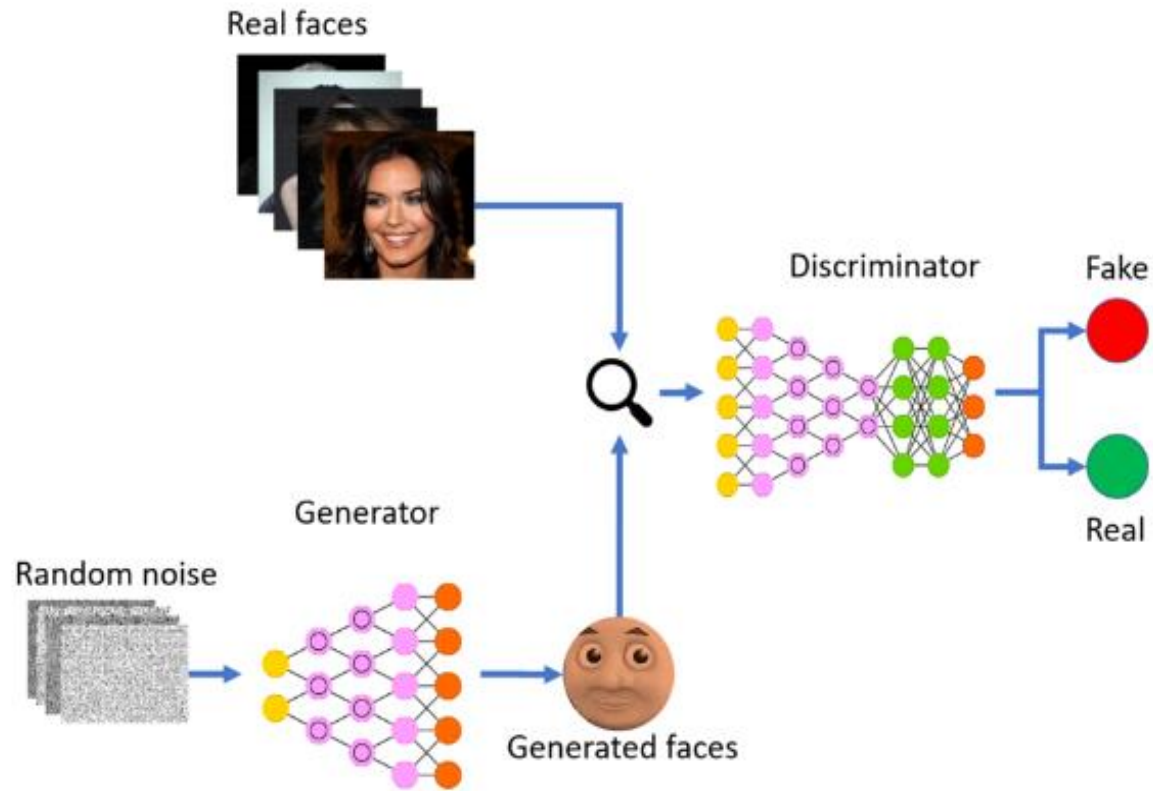 Real faces
Discriminator
Fake
Real
Generator
Random noise
Generated faces